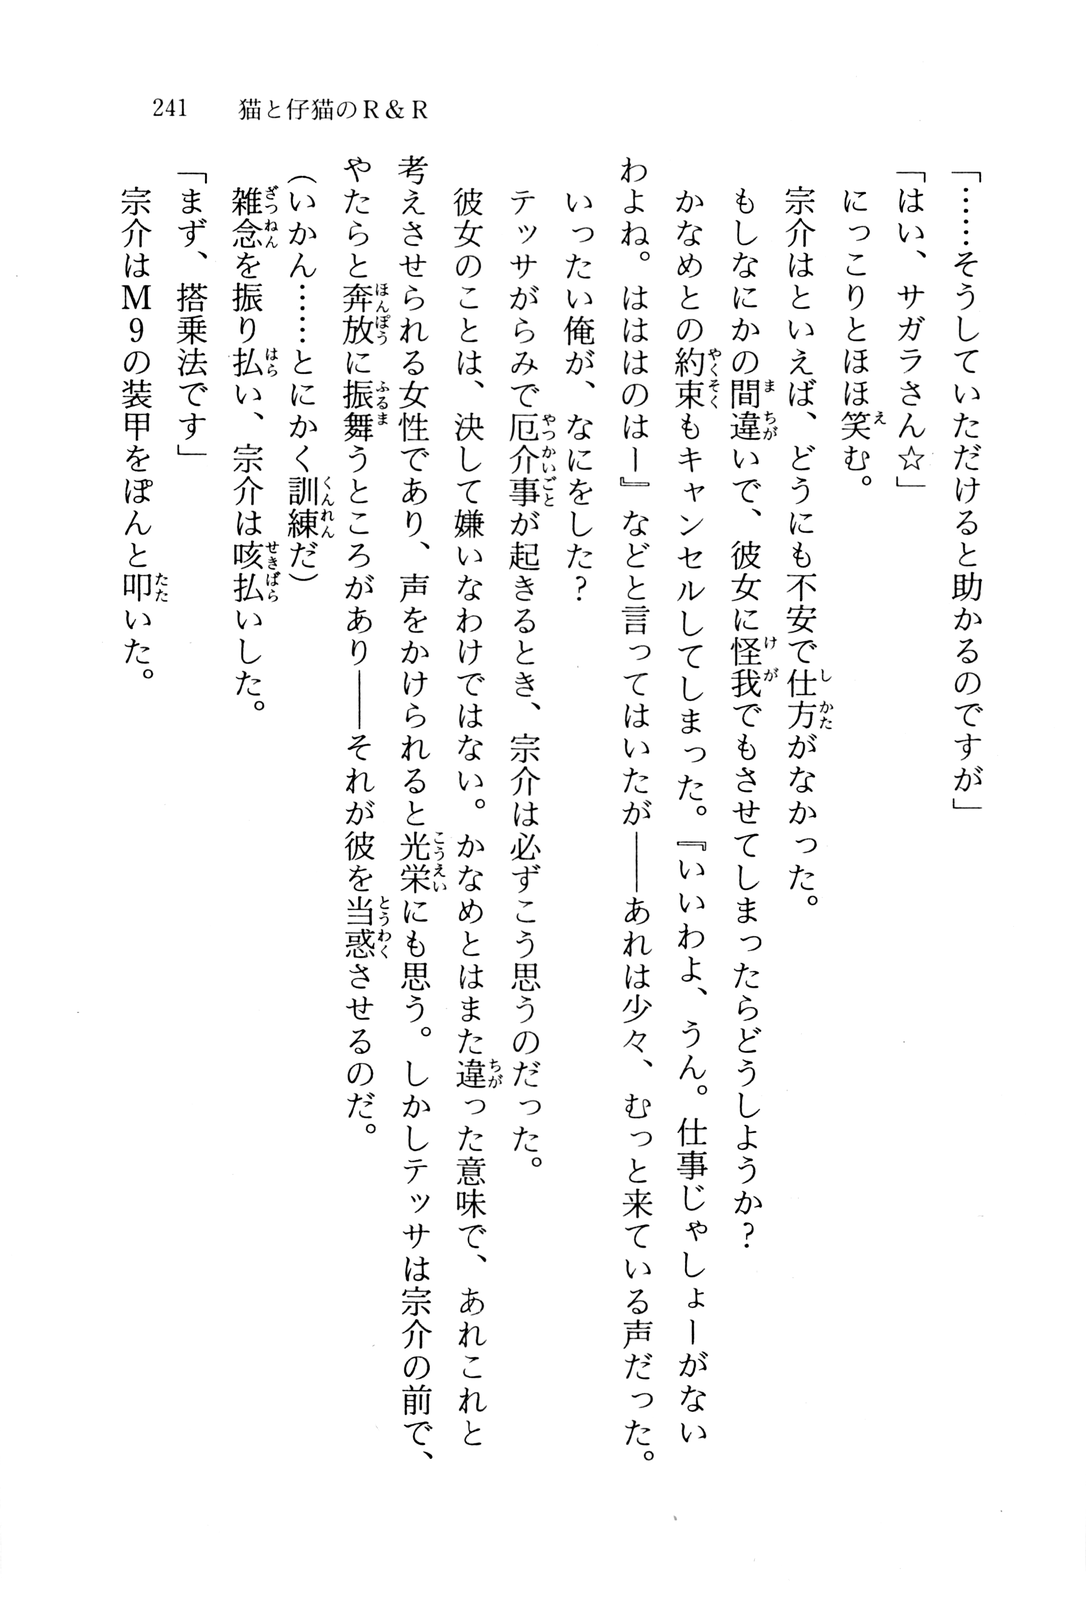 241 猫と仔猫のR＆R
「……そうしていただけると助かるのですが」
「はい、サガラさん☆」
にっこりとほほ笑む。
宗介はといえば、どうにも不安で仕方がなかった。
もしなにかの間違いで、彼女に怪我でもさせてしまったらどうしようか？
かなめとの約束もキャンセルしてしまった。『いいわよ、うん。仕事じゃしょーがない
わよね。はははのはー』などと言ってはいたが――あれは少々、むっと来ている声だった。
いったい俺が、なにをした？
テッサがらみで厄介事が起きるとき、宗介は必ずこう思うのだった。
彼女のことは、決して嫌いなわけではない。かなめとはまた違った意味で、あれこれと
考えさせられる女性であり、声をかけられると光栄にも思う。しかしテッサは宗介の前で、
やたらと奔放に振舞うところがあり――それが彼を当惑させるのだ。
（いかん……とにかく訓練だ）
雑念を振り払い、宗介は咳払いした。
「まず、搭乗法です」
宗介はM9の装甲をぽんと叩いた。